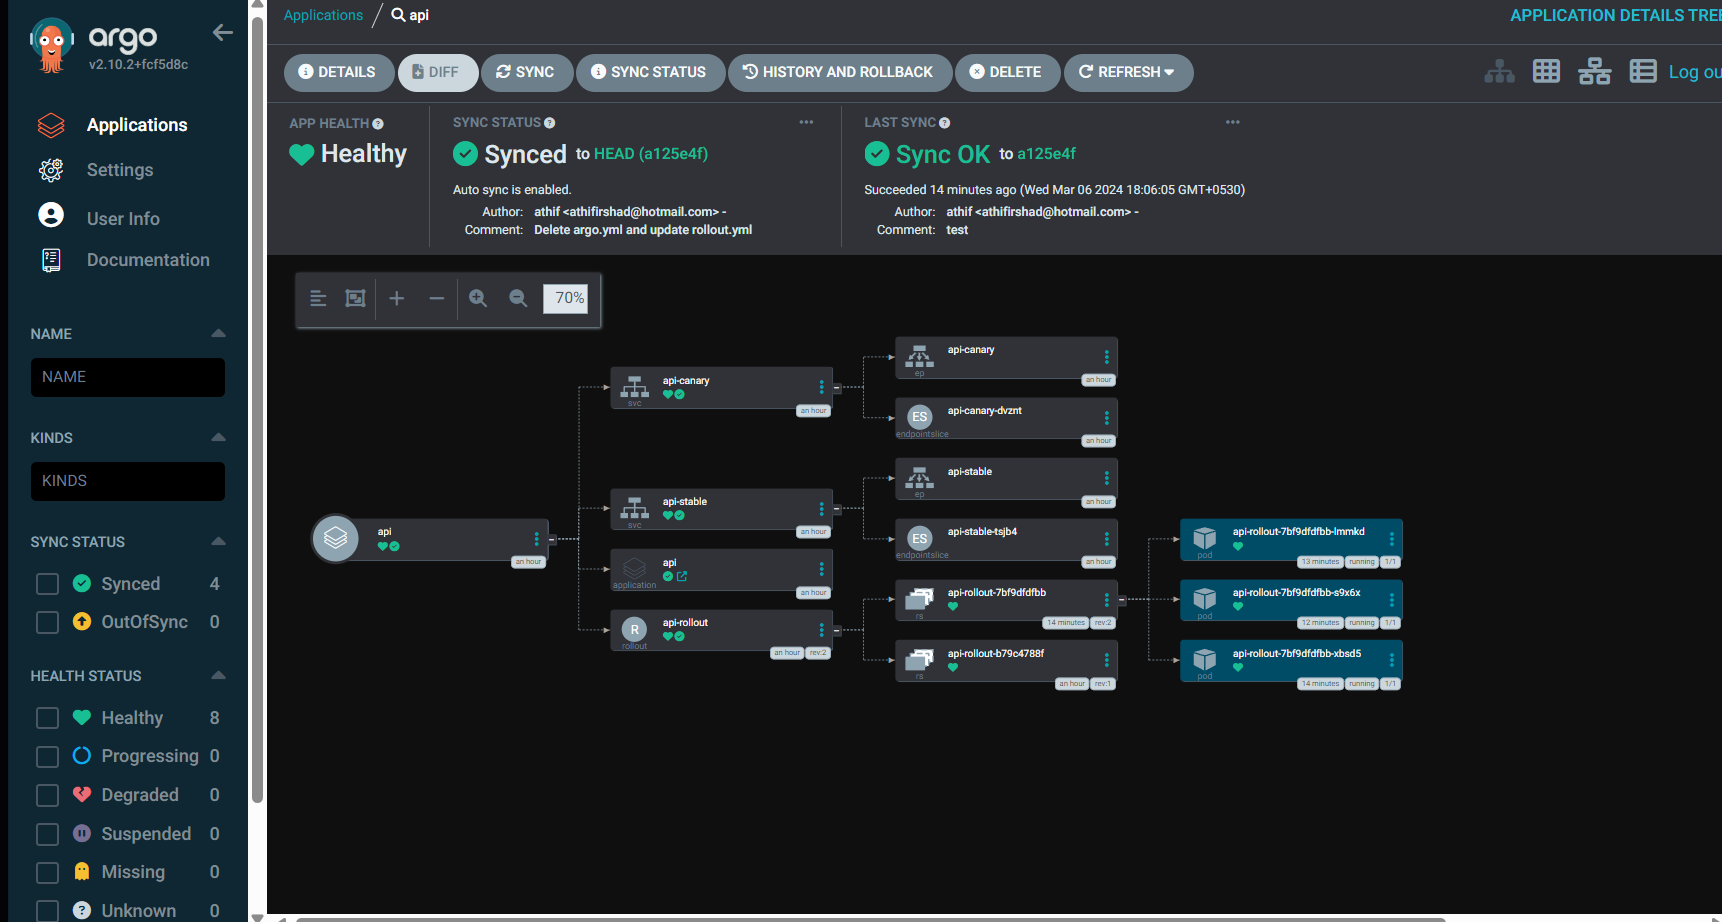 argo
v2.10.2+fcf5d8c
Applications
Settings
User Info
Documentation
NAME
NAME
KINDS
KINDS
SYNC STATUS
Synced 4
OutOfSync 0
HEALTH STATUS
Healthy 8
Progressing 0
Degraded 0
Suspended 0
Missing 0
Unknown 0
Applications / api
APPLICATION DETAILS TREE
DETAILS DIFF SYNC SYNC STATUS HISTORY AND ROLLBACK DELETE REFRESH
Log ou
APP HEALTH
Healthy
SYNC STATUS
Synced to HEAD (a125e4f)
Auto sync is enabled.
Author: athif <athifirshad@hotmail.com> -
Comment: Delete argo.yml and update rollout.yml
LAST SYNC
Sync OK to a125e4f
Succeeded 14 minutes ago (Wed Mar 06 2024 18:06:05 GMT+0530)
Author: athif <athifirshad@hotmail.com> -
Comment: test
70%
api
an hour
api-canary
svc
an hour
api-stable
svc
an hour
api
application
an hour
R
api-rollout
rollout
an hour rev:2
api-canary
ep
an hour
ES
api-canary-dvznt
endpointslice
an hour
api-stable
ep
an hour
ES
api-stable-tsjb4
endpointslice
an hour
api-rollout-7bf9dfdfbb
rs
14 minutes rev:2
api-rollout-b79c4788f
rs
an hour rev:1
api-rollout-7bf9dfdfbb-lmmkd
pod
13 minutes running 1/1
api-rollout-7bf9dfdfbb-s9x6x
pod
12 minutes running 1/1
api-rollout-7bf9dfdfbb-xbsd5
pod
14 minutes running 1/1